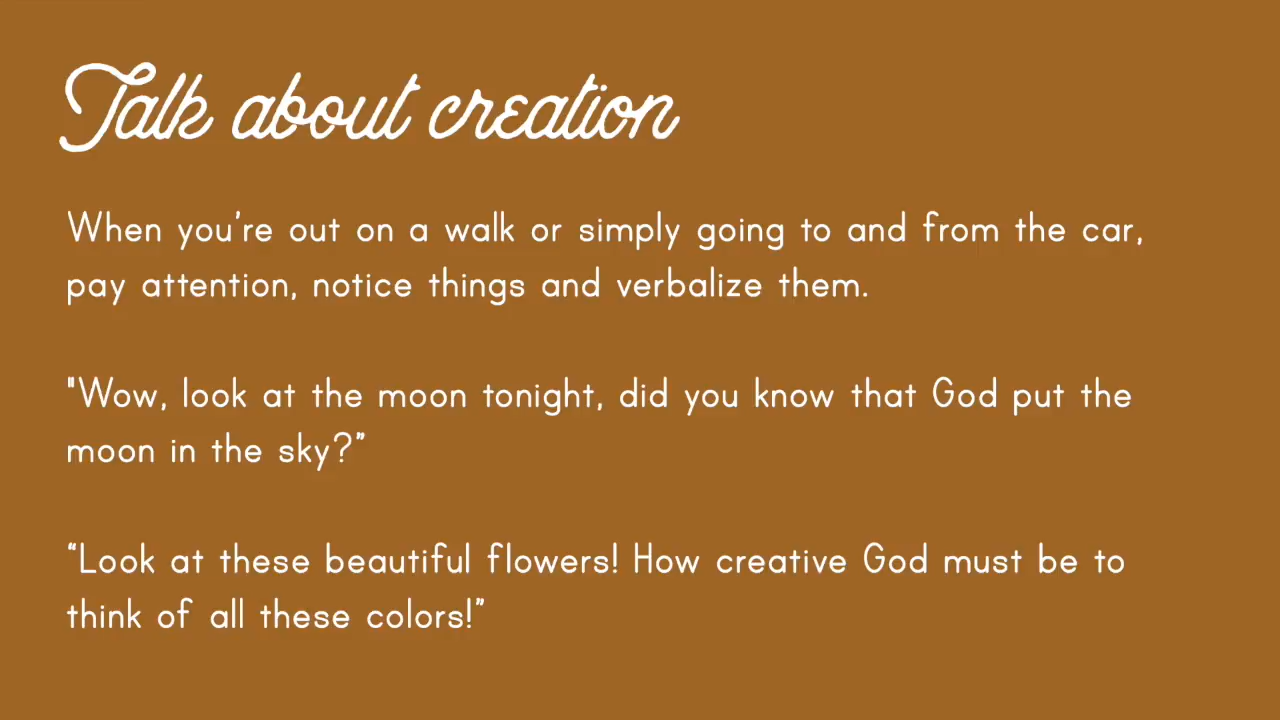 Talk about creation
When you're out on a walk or simply going to and from the car,
pay attention, notice things and verbalize them.
"Wow, look at the moon tonight, did you know that God put the
moon in the sky?”
“Look at these beautiful flowers! How creative God must be to
think of all these colors!”